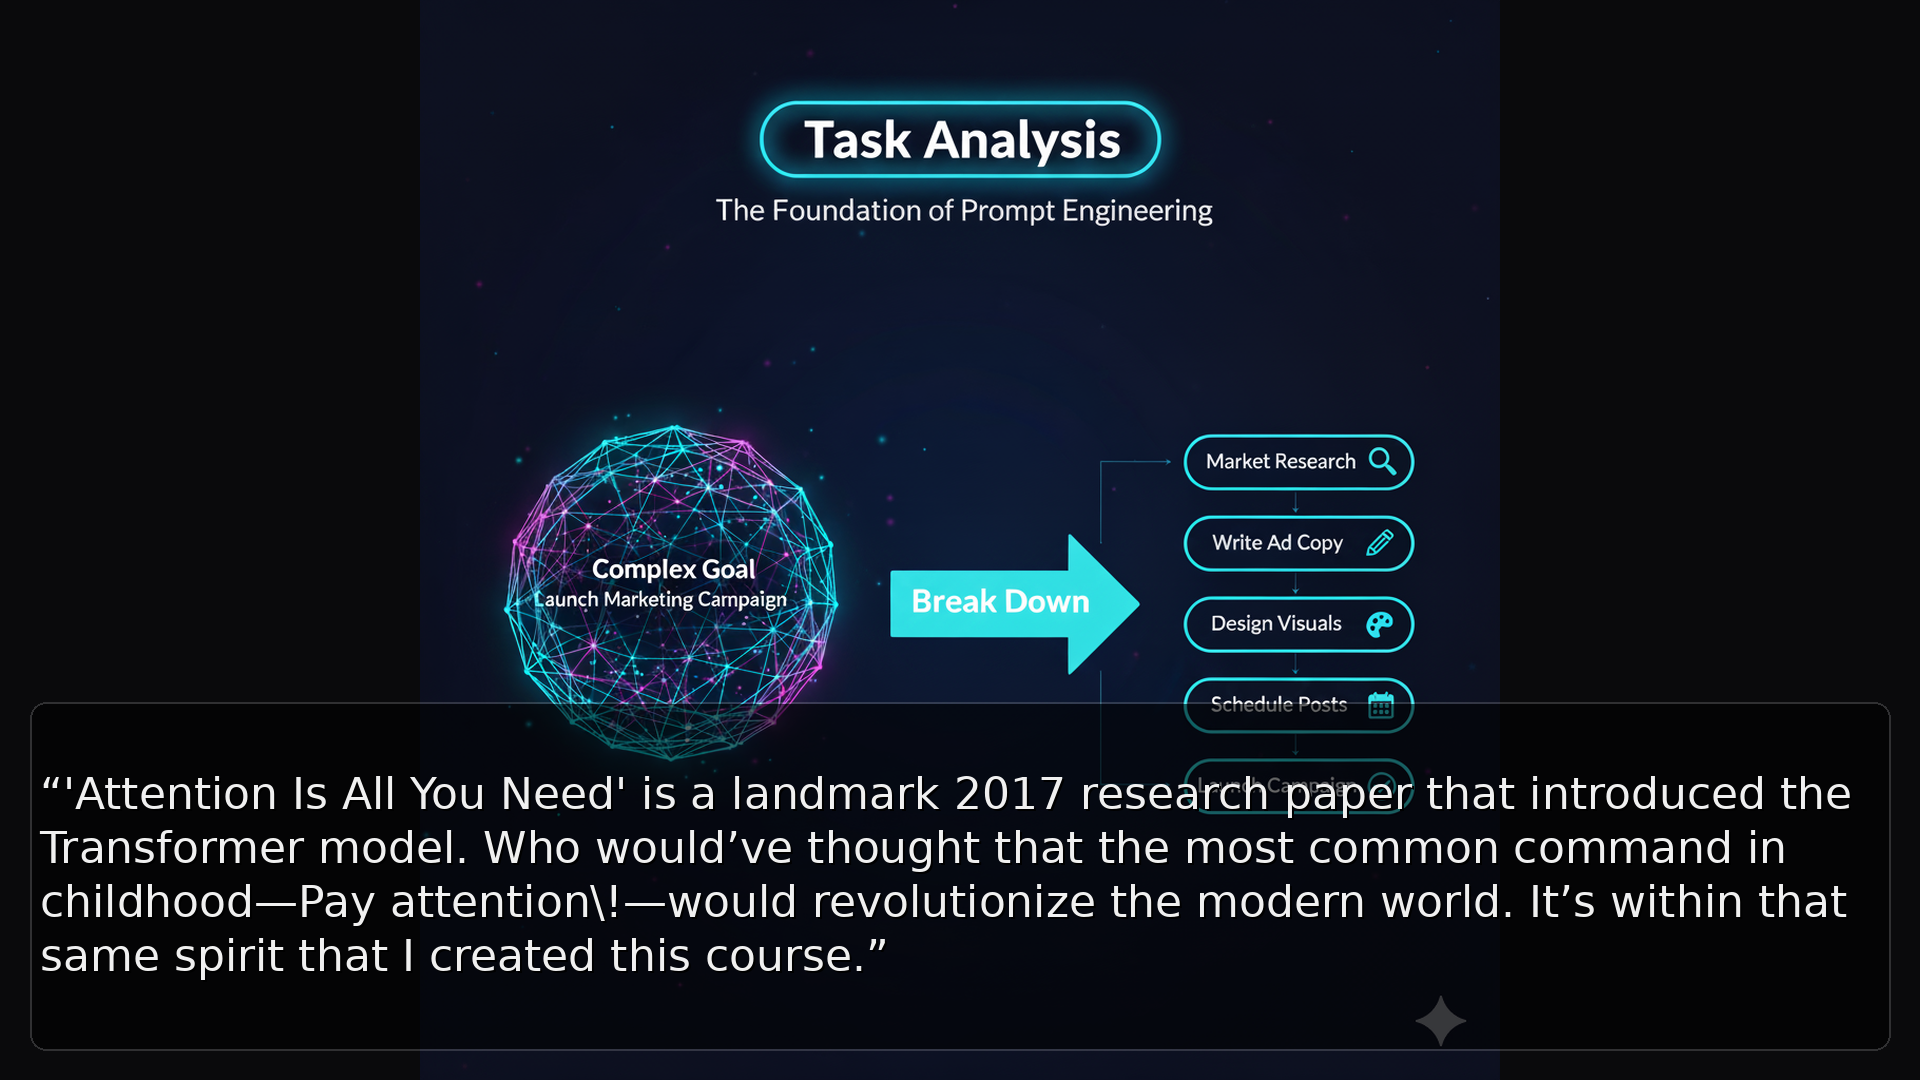 Task Analysis
The Foundation of Prompt Engineering
Complex Goal
Launch Marketing Campaign
Break Down
Market Research
Write Ad Copy
Design Visuals
Schedule Posts
Launch Campaign
“'Attention Is All You Need' is a landmark 2017 research paper that introduced the
Transformer model. Who would’ve thought that the most common command in
childhood—Pay attention\!—would revolutionize the modern world. It’s within that
same spirit that I created this course.”